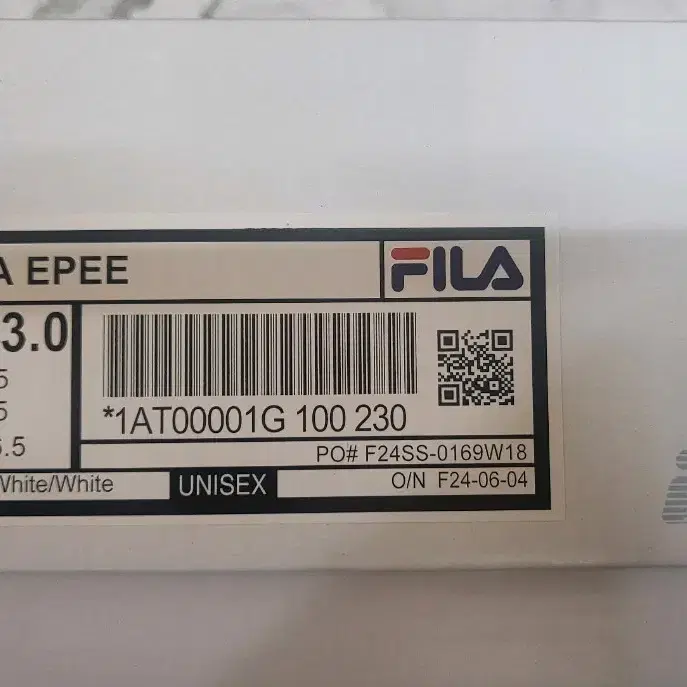 A EPEE
FILA
3.0
5
5
6.5
*1AT00001G 100 230
PO# F24SS-0169W18
White/White
UNISEX
O/N F24-06-04